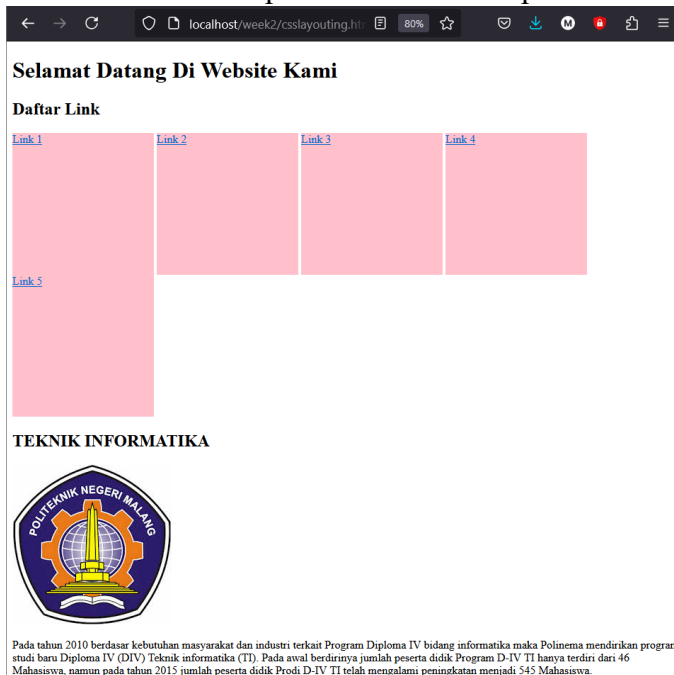 localhost/week2/csslayouting.ht 80%
Selamat Datang Di Website Kami
Daftar Link
Link 1 Link 2 Link 3 Link 4
Link 5
TEKNIK INFORMATIKA
POLITEKNIK NEGERI MALANG
Pada tahun 2010 berdasar kebutuhan masyarakat dan industri terkait Program Diploma IV bidang informatika maka Polinema mendirikan program
studi baru Diploma IV (DIV) Teknik informatika (TI). Pada awal berdirinya jumlah peserta didik Program D-IV TI hanya terdiri dari 46
Mahasiswa, namun pada tahun 2015 jumlah peserta didik Prodi D-IV TI telah mengalami peningkatan menjadi 545 Mahasiswa.